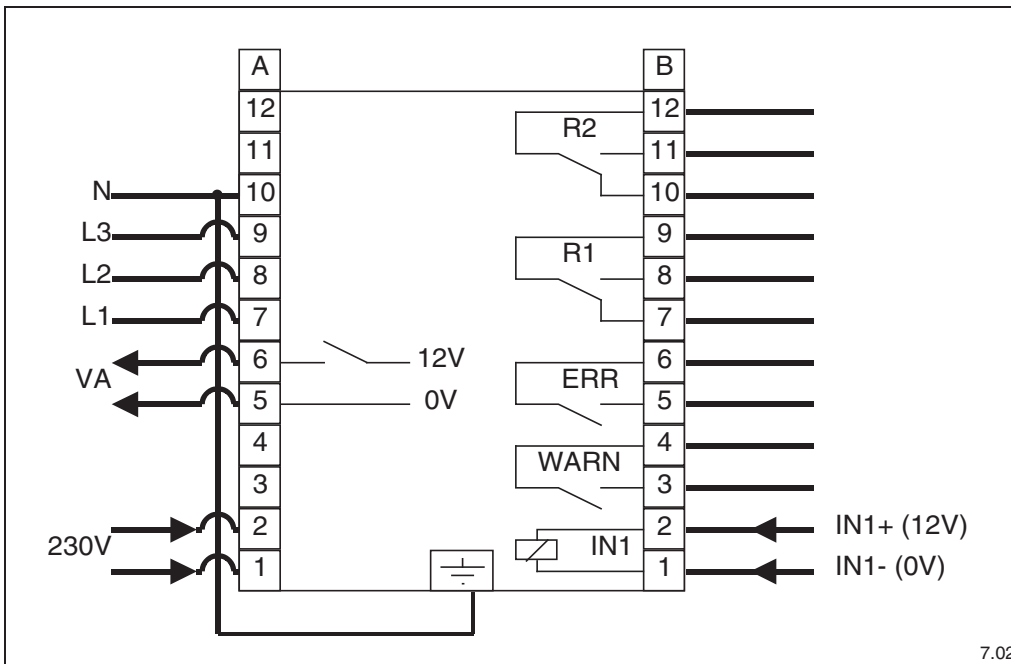 A B
12 12
R2
11 11
N 10 10
L3 9 9
R1
L2 8 8
L1 7 7
6 12V 6
VA ERR
5 0V 5
4 4
WARN
3 3
2 2 IN1+ (12V)
230V IN1
1 1 IN1- (0V)
7.02